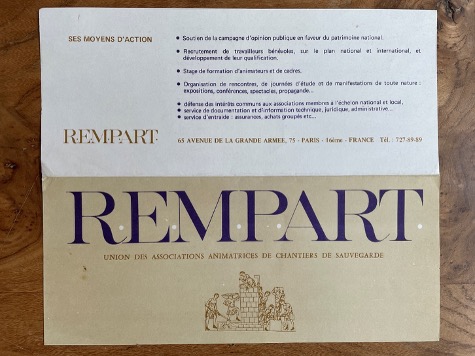 SES MOYENS D'ACTION
• Soutien de la campagne d'opinion publique en faveur du patrimoine national.
• Recrutement de travailleurs bénévoles, sur le plan national et international, et
développement de leur qualification.
• Stage de formation d'animateurs et de cadres.
• Organisation de rencontres, de journées d'étude et de manifestations de toute nature :
expositions, conférences, spectacles, propagande...
• défense des intérêts communs aux associations membres à l'échelon national et local,
• service de documentation et d'information technique, juridique, administrative...
• service d'entraide : assurances, achats groupés etc...
R.E.M.P.A.R.T. 65 AVENUE DE LA GRANDE ARMEE, 75 - PARIS - 16ème - FRANCE Tél. : 727-89-89
R.E.M.P.A.R.T.
UNION DES ASSOCIATIONS ANIMATRICES DE CHANTIERS DE SAUVEGARDE